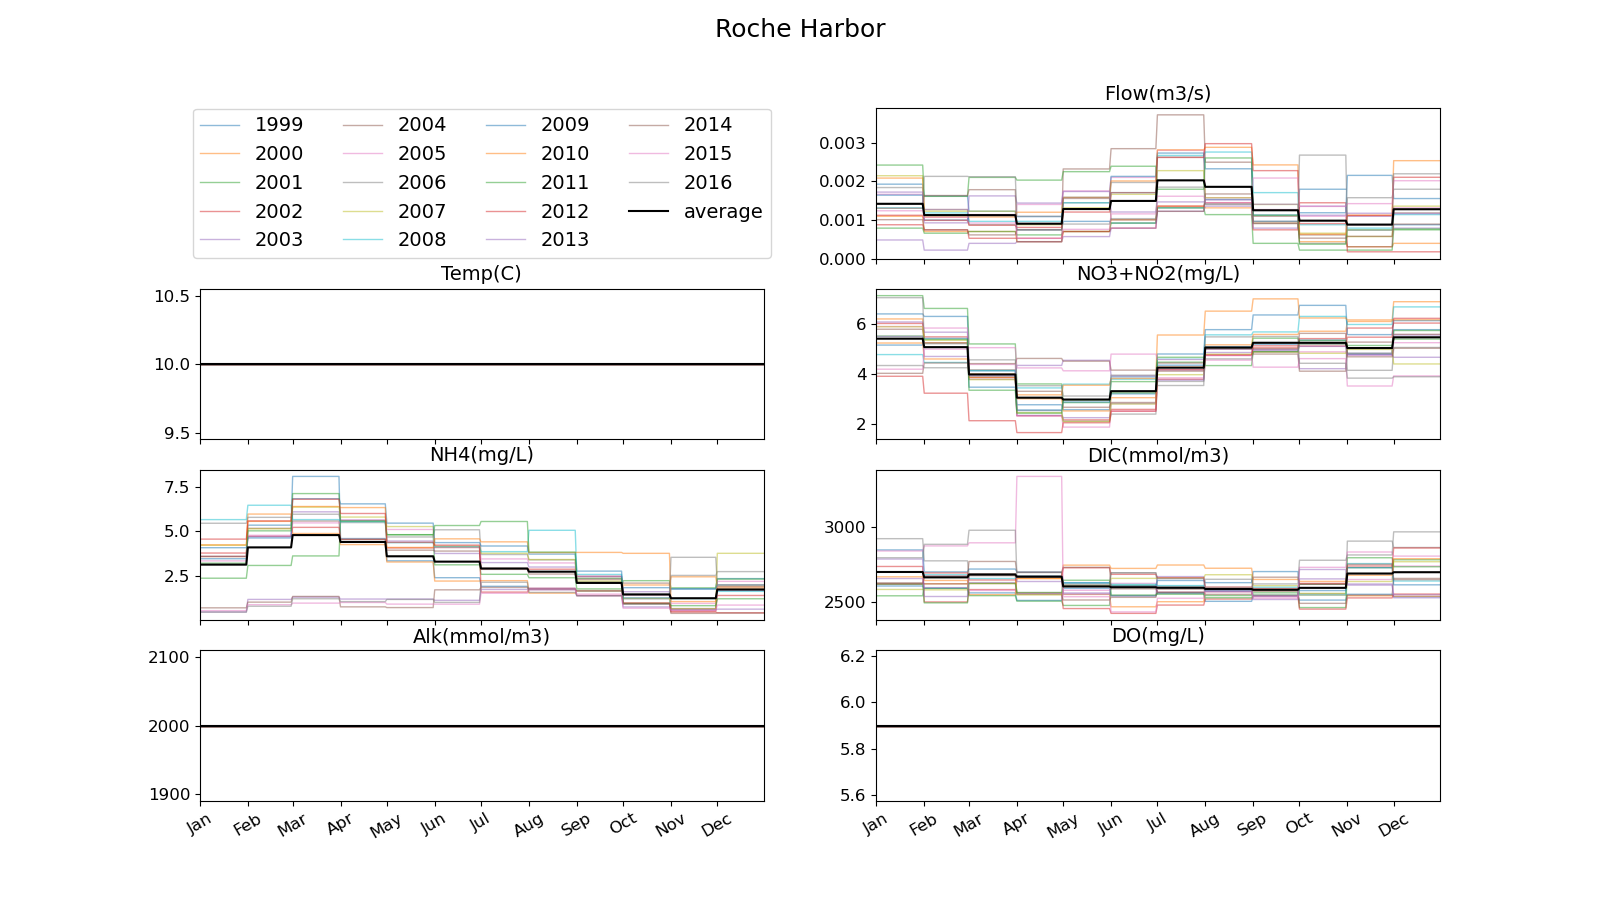 Roche Harbor
1999 2004 2009 2014
2000 2005 2010 2015
2001 2006 2011 2016
2002 2007 2012 average
2003 2008 2013
Flow(m3/s)
0.003
0.002
0.001
0.000
Temp(C)
10.5
10.0
9.5
NO3+NO2(mg/L)
6
4
2
NH4(mg/L)
7.5
5.0
2.5
DIC(mmol/m3)
3000
2500
Alk(mmol/m3)
2100
2000
1900
Jan Feb Mar Apr May Jun Jul Aug Sep Oct Nov Dec
DO(mg/L)
6.2
6.0
5.8
5.6
Jan Feb Mar Apr May Jun Jul Aug Sep Oct Nov Dec